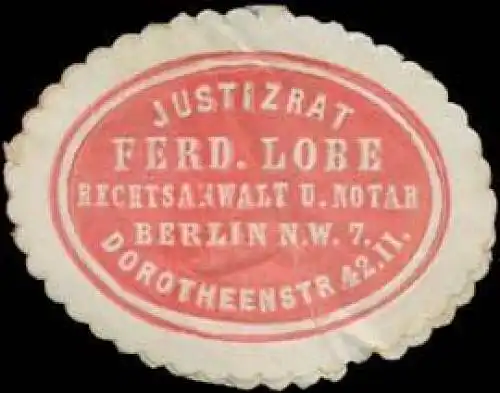 JUSTIZRAT
FERD. LOBE
RECHTSANWALT U. NOTAR
BERLIN N.W. 7.
DOROTHEENSTR 42. II.